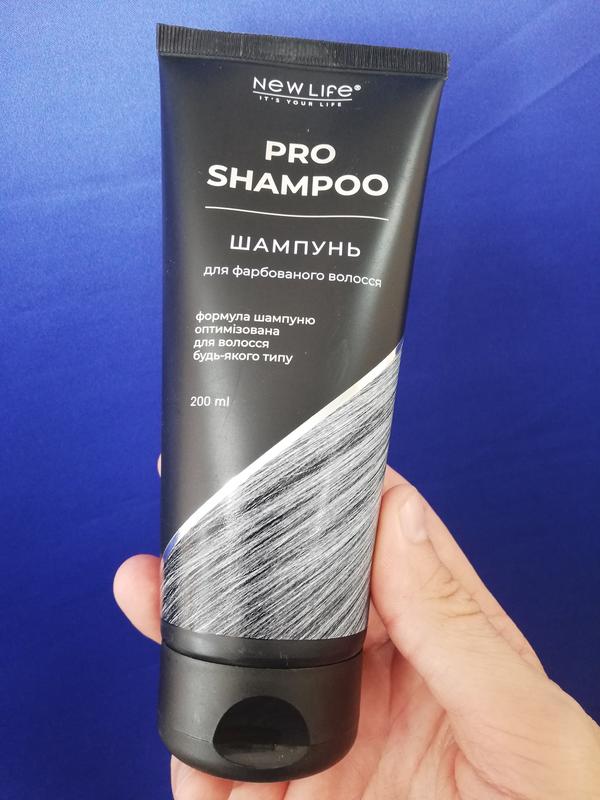 NEW LIFE®
IT'S YOUR LIFE
PRO
SHAMPOO
ШАМПУНЬ
для фарбованого волосся
формула шампуню
оптимізована
для волосся
будь-якого типу
200 ml